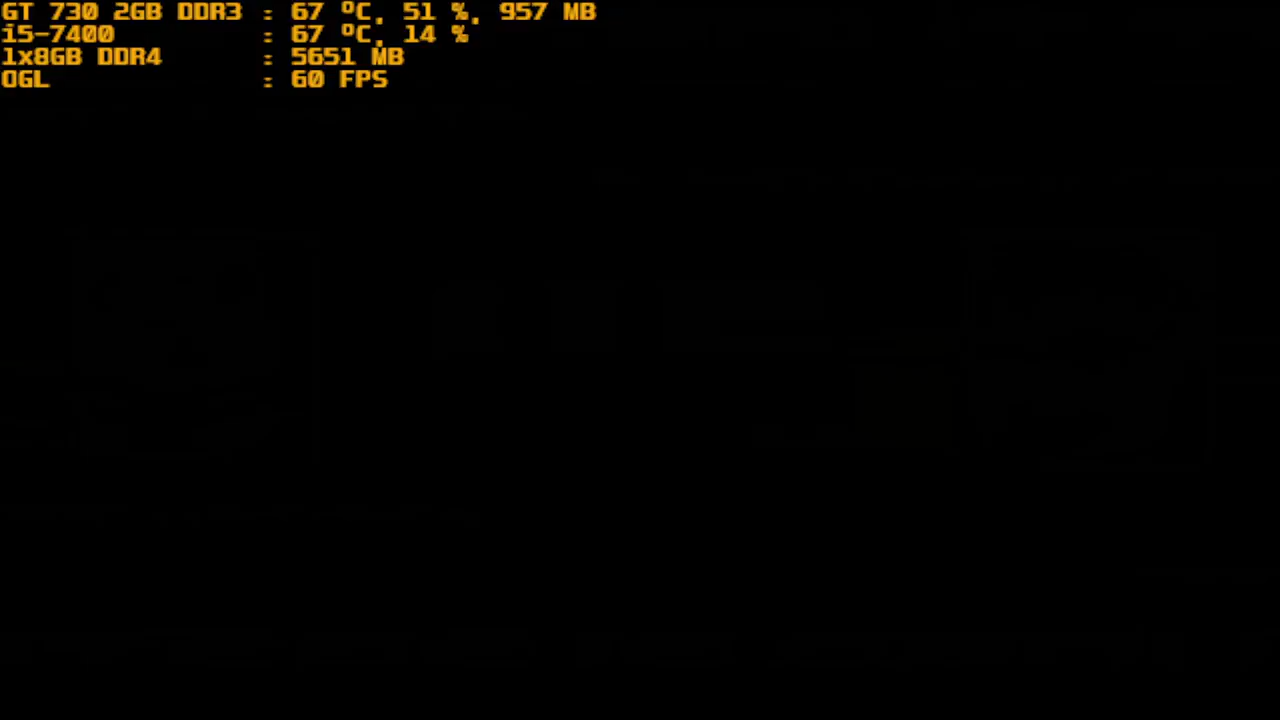 GT 730 2GB DDR3 : 67 ºC, 51 %, 957 MB
i5-7400 : 67 ºC, 14 %
1x8GB DDR4 : 5651 MB
OGL : 60 FPS